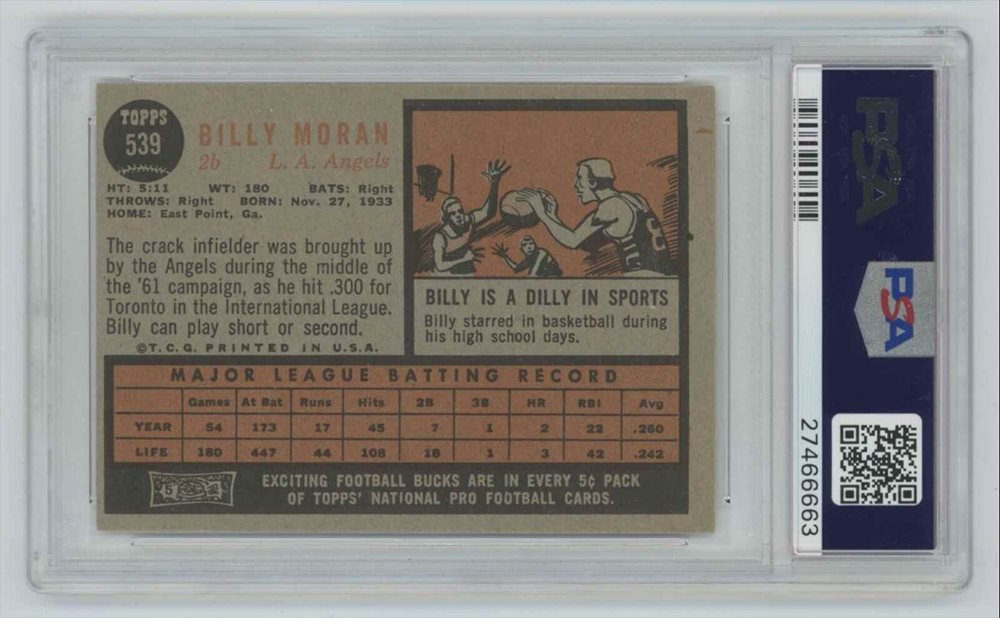 TOPPS
539
BILLY MORAN
2b L. A. Angels
HT: 5:11 WT: 180 BATS: Right
THROWS: Right BORN: Nov. 27, 1933
HOME: East Point, Ga.
The crack infielder was brought up
by the Angels during the middle of
the '61 campaign, as he hit .300 for
Toronto in the International League.
Billy can play short or second.
©T.C.G. PRINTED IN U.S.A.
8
BILLY IS A DILLY IN SPORTS
Billy starred in basketball during
his high school days.
MAJOR LEAGUE BATTING RECORD
Games At Bat Runs Hits 2B 3B HR RBI Avg
YEAR 54 173 17 45 7 1 2 22 .260
LIFE 180 447 44 108 18 1 3 42 .242
5
EXCITING FOOTBALL BUCKS ARE IN EVERY 5¢ PACK
OF TOPPS' NATIONAL PRO FOOTBALL CARDS.
PSA
PSA
27466663